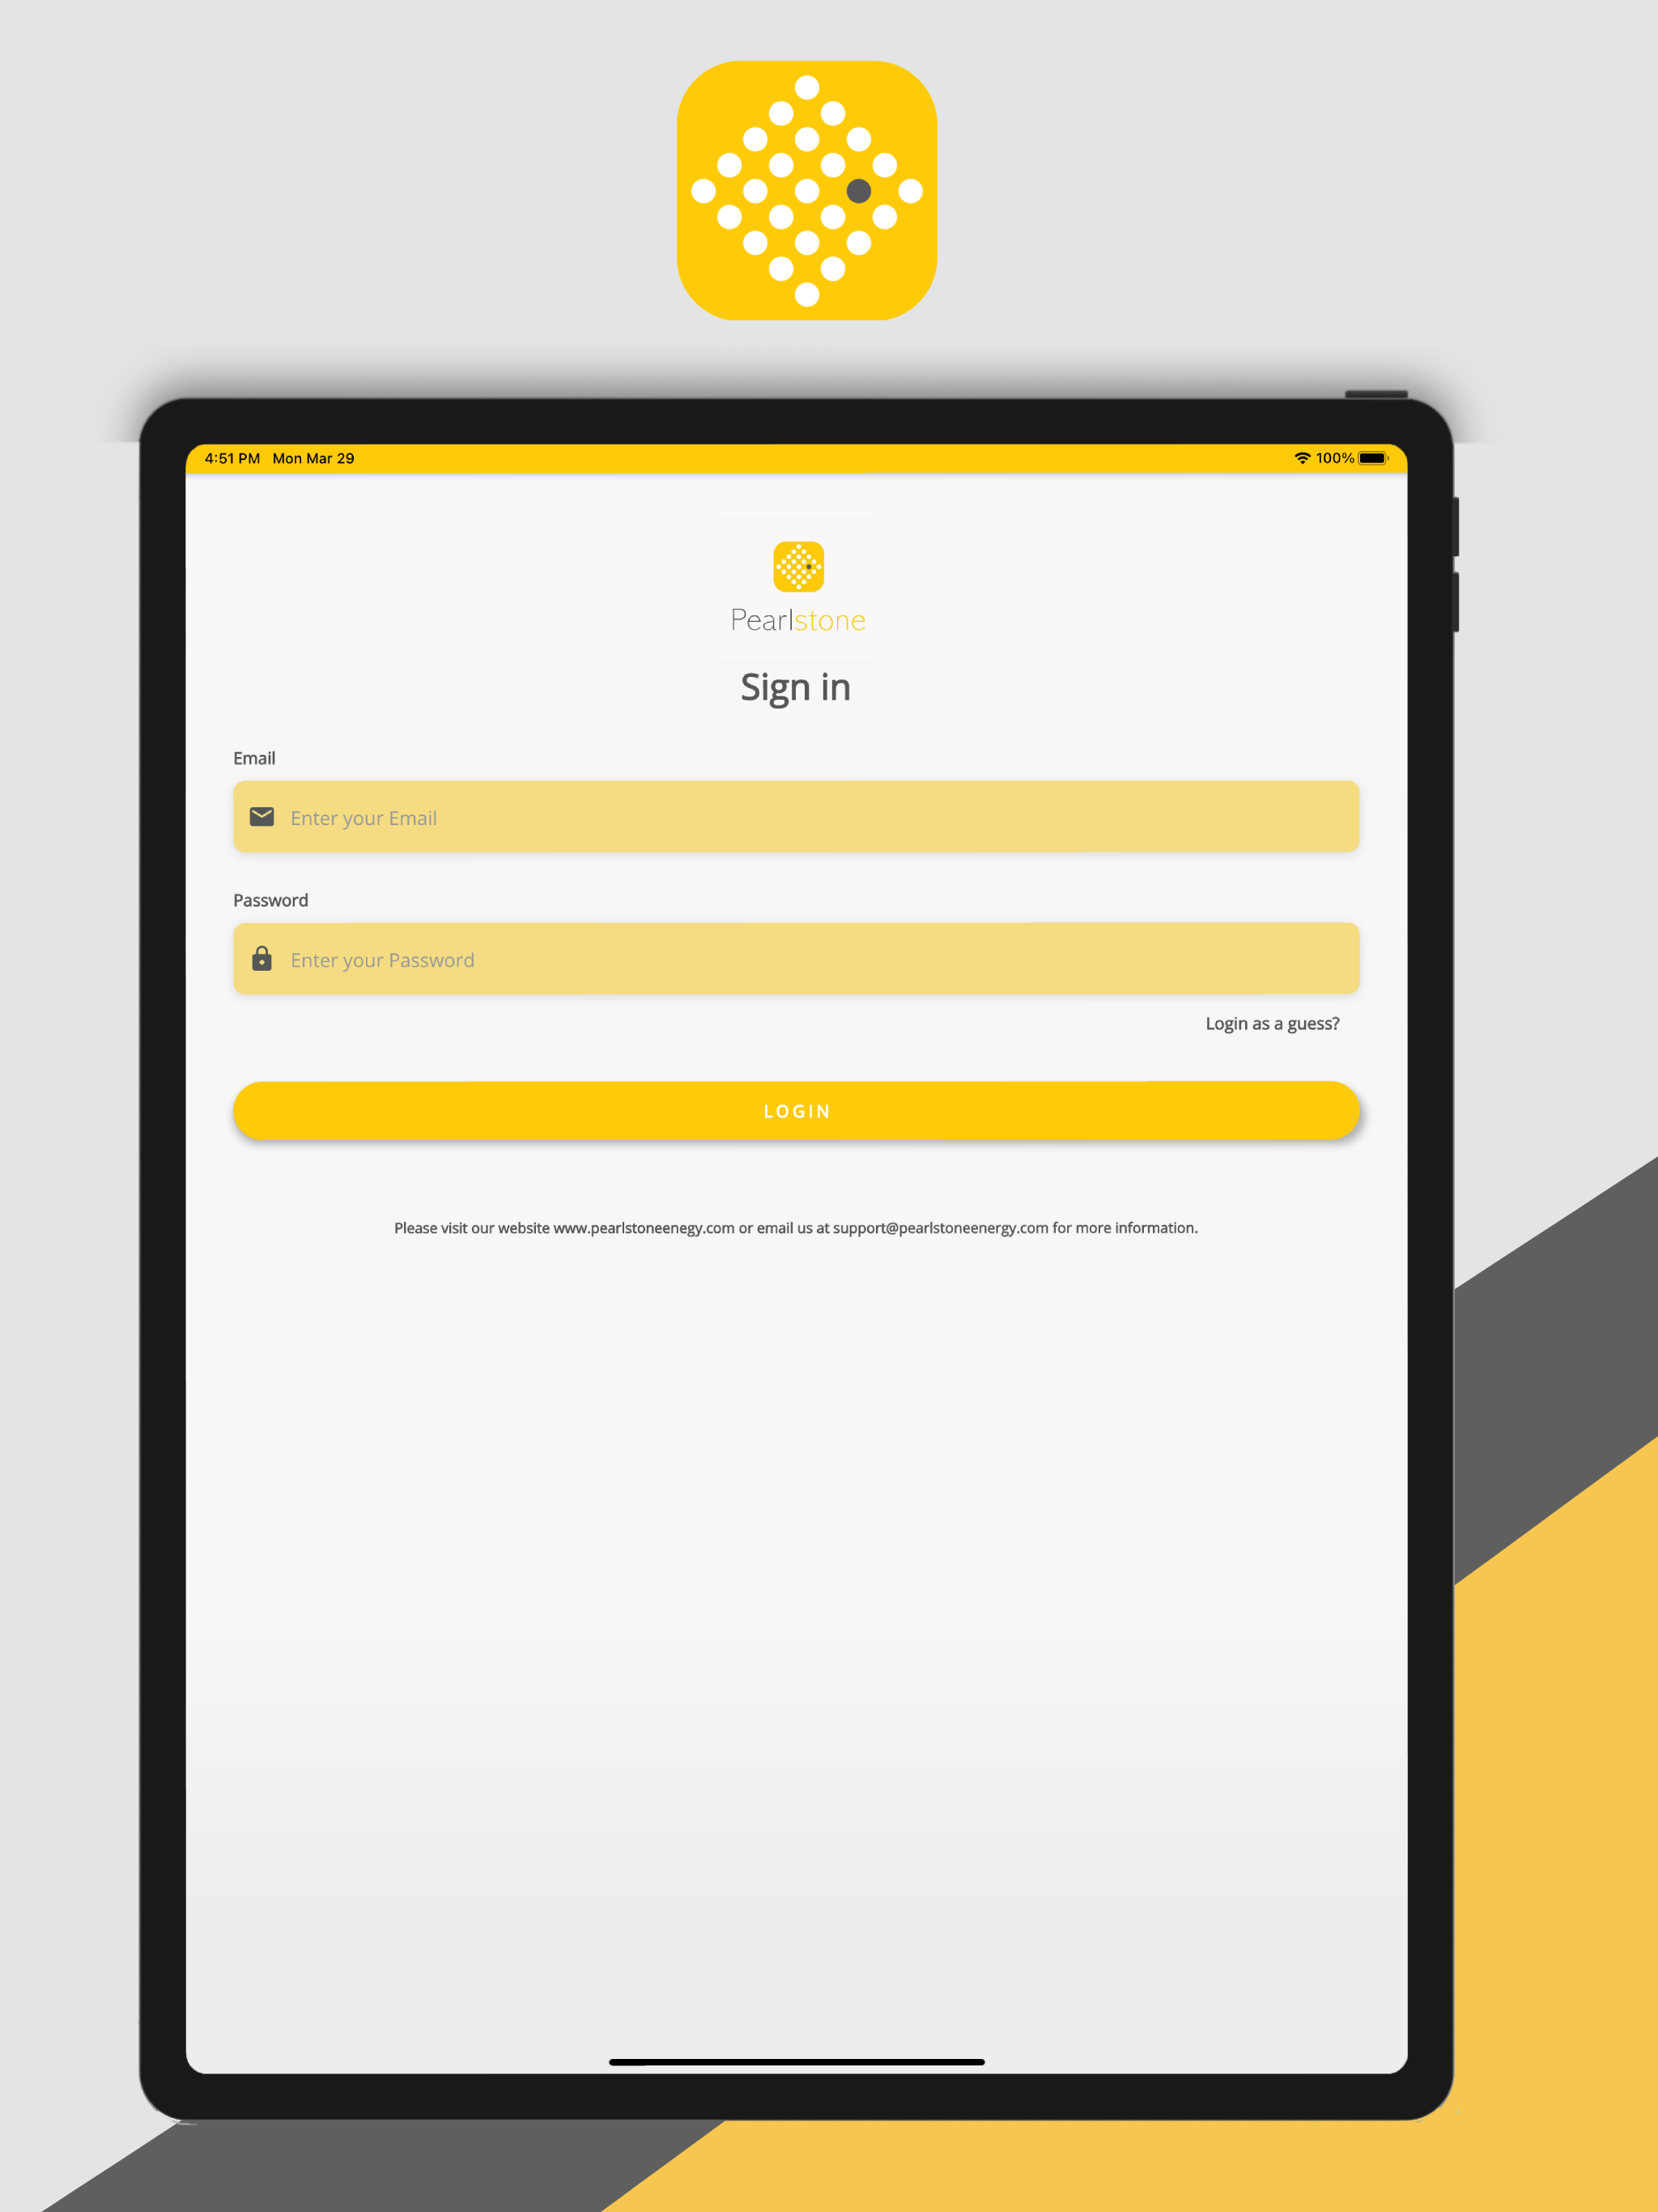 4:51 PM Mon Mar 29 100%
Pearlstone
Sign in
Email
Enter your Email
Password
Enter your Password
Login as a guess?
LOGIN
Please visit our website www.pearlstoneenegy.com or email us at support@pearlstoneenergy.com for more information.